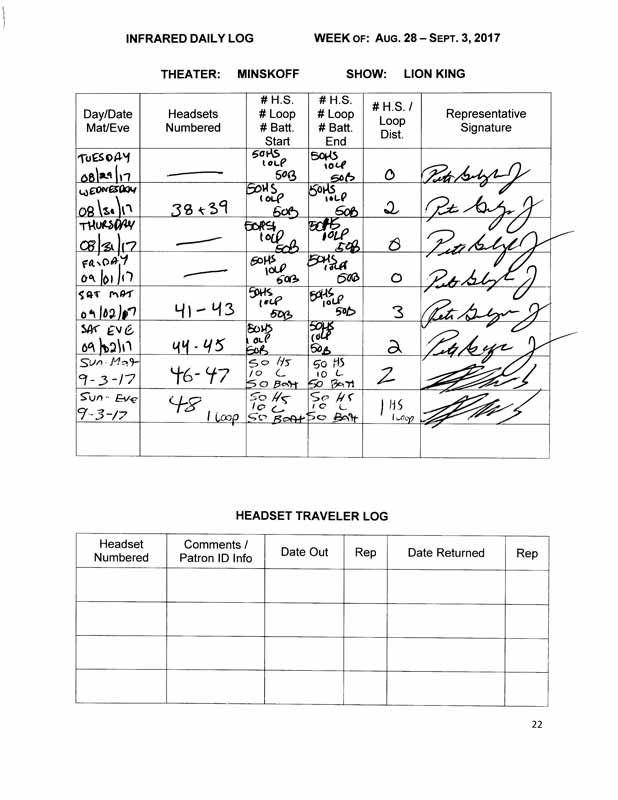 INFRARED DAILY LOG WEEK OF: AUG. 28 – SEPT. 3, 2017
THEATER: MINSKOFF SHOW: LION KING
Day/Date
Mat/Eve
Headsets
Numbered
# H.S.
# Loop
# Batt.
Start
# H.S.
# Loop
# Batt.
End
# H.S. /
Loop
Dist.
Representative
Signature
TUESDAY
08/29/17
—
50HS
10LP
50B
50HS
10LP
50B
0
WEDNESDAY
08/30/17
38+39
50HS
10LP
50B
50HS
10LP
50B
2
THURSDAY
08/31/17
—
50HS
10LP
50B
50HS
10LP
50B
0
FRIDAY
09/01/17
—
50HS
10LP
50B
50HS
10LP
50B
0
SAT MAT
09/02/17
41-43
50HS
10LP
50B
50HS
10LP
50B
3
SAT EVE
09/02/17
44-45
50HS
10LP
50B
50HS
10LP
50B
2
Sun-Mat
9-3-17
46-47
50 HS
10 L
50 Batt
50 HS
10 L
50 Batt
2
Sun-Eve
9-3-17
48
1 Loop
50 HS
10 L
50 Batt
50 HS
10 L
50 Batt
1 HS
1 Loop
HEADSET TRAVELER LOG
Headset
Numbered
Comments /
Patron ID Info
Date Out
Rep
Date Returned
Rep
22